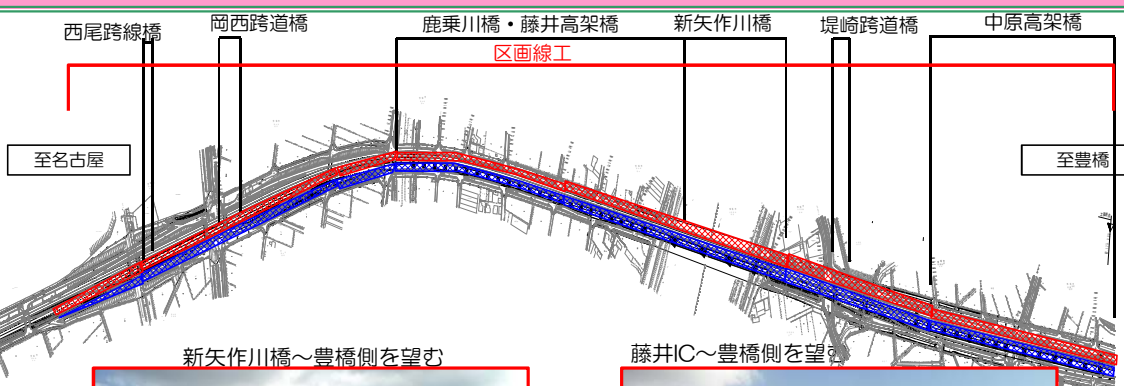 西尾跨線橋
岡西跨道橋
鹿乗川橋・藤井高架橋
新矢作川橋
堤崎跨道橋
中原高架橋
区画線工
至名古屋
至豊橋
新矢作川橋~豊橋側を望む
藤井IC~豊橋側を望む